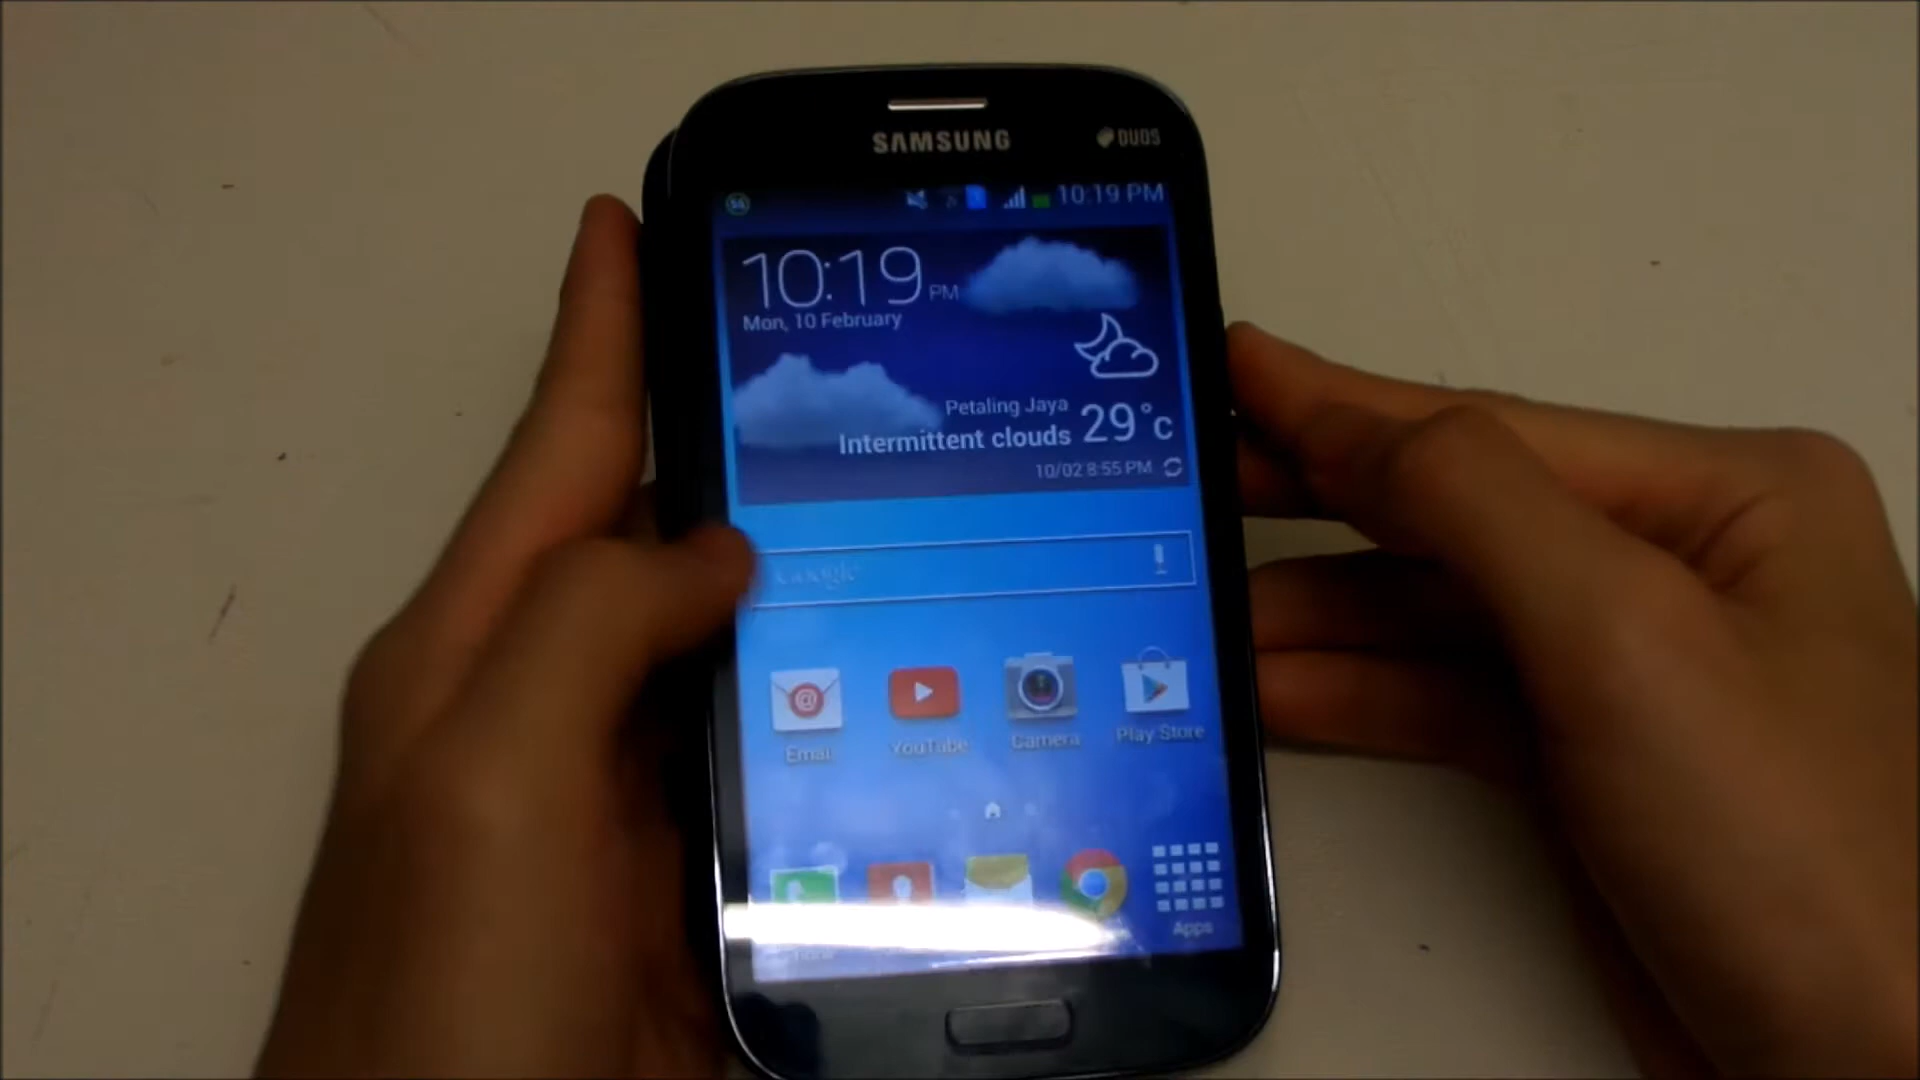 SAMSUNG
DUOS
10:19 PM
10:19 PM
Mon, 10 February
Petaling Jaya
29°C
Intermittent clouds
10/02 8:55 PM
Google
Email
YouTube
Camera
Play Store
Apps